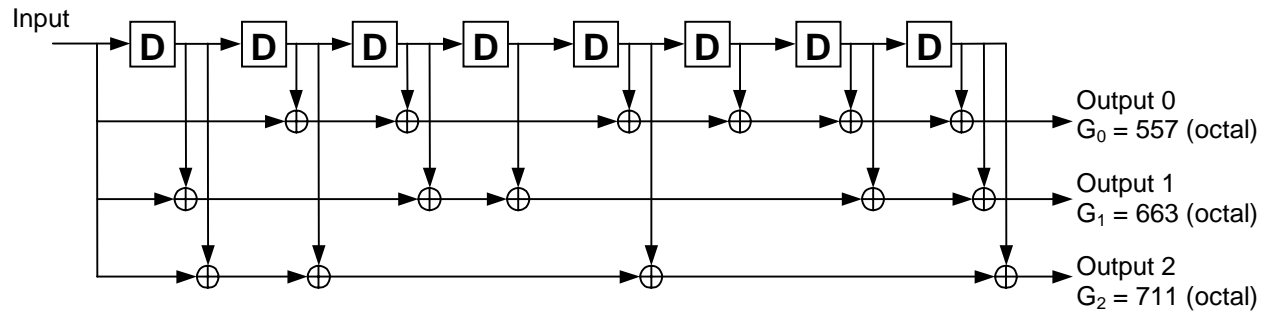 Input
D D D D D D D D
Output 0
G₀ = 557 (octal)
Output 1
G₁ = 663 (octal)
Output 2
G₂ = 711 (octal)